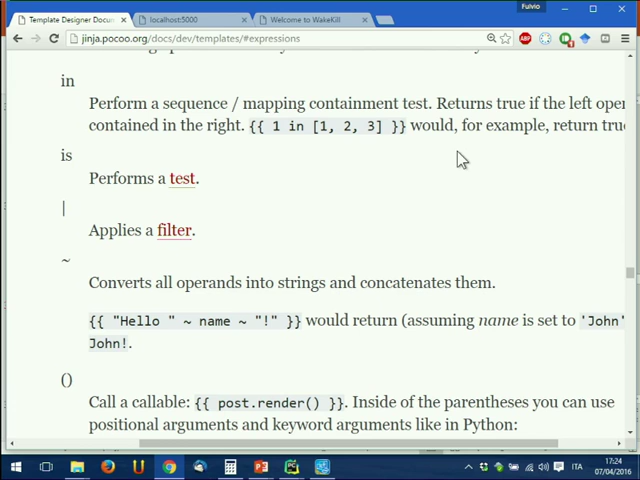 Fulvio
Template Designer Docum
localhost:5000
Welcome to WakeKill
jinja.pocoo.org/docs/dev/templates/#expressions
in
Perform a sequence / mapping containment test. Returns true if the left oper
contained in the right. {{ 1 in [1, 2, 3] }} would, for example, return true
is
Performs a test.
|
Applies a filter.
~
Converts all operands into strings and concatenates them.
{{ "Hello " ~ name ~ "!" }} would return (assuming name is set to 'John'
John!.
()
Call a callable: {{ post.render() }}. Inside of the parentheses you can use
positional arguments and keyword arguments like in Python:
ITA
17:24
07/04/2016